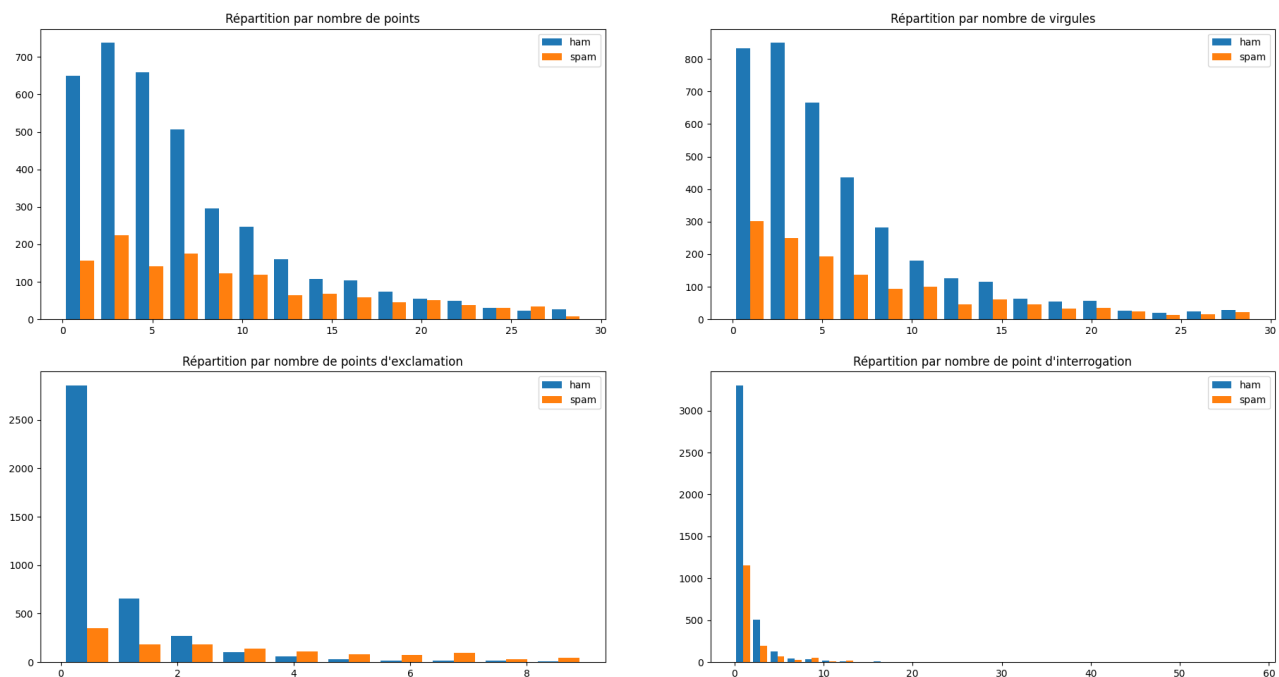 Répartition par nombre de points
700
600
500
400
300
200
100
0
0 5 10 15 20 25 30
ham
spam
Répartition par nombre de virgules
800
700
600
500
400
300
200
100
0
0 5 10 15 20 25 30
ham
spam
Répartition par nombre de points d'exclamation
2500
2000
1500
1000
500
0
0 2 4 6 8
ham
spam
Répartition par nombre de point d'interrogation
3000
2500
2000
1500
1000
500
0
0 10 20 30 40 50 60
ham
spam